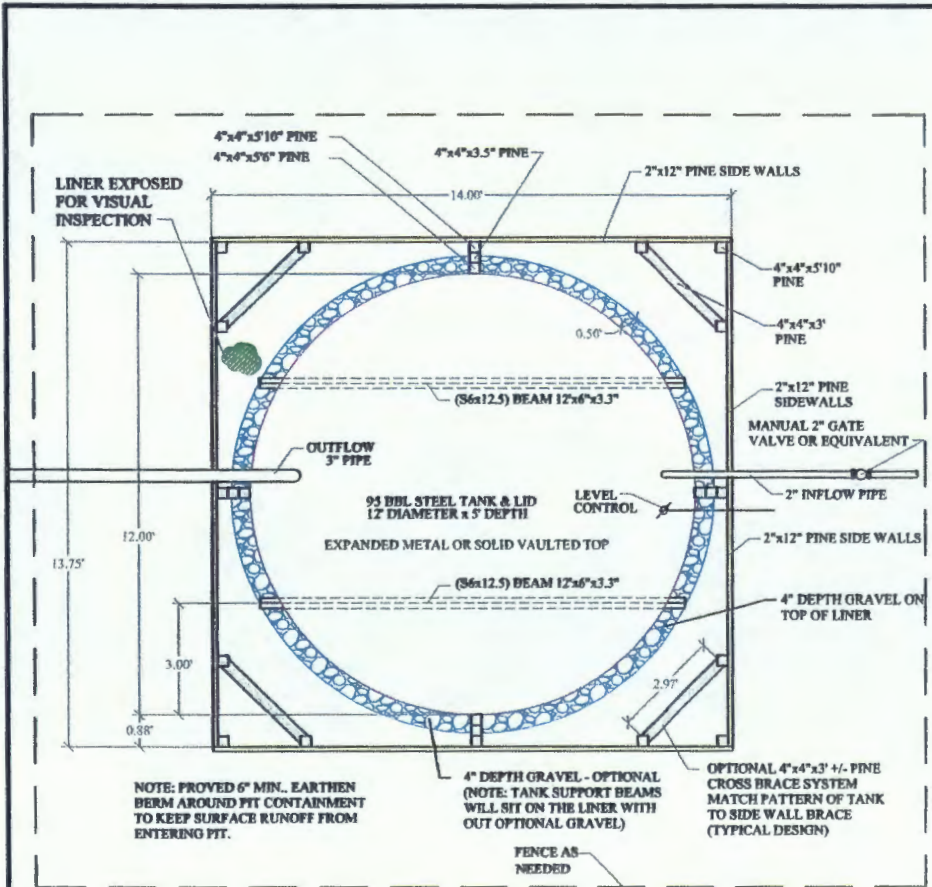 4"x4"x5'10" PINE
4"x4"x5'6" PINE
4"x4"x3.5" PINE
2"x12" PINE SIDE WALLS
14.00'
LINER EXPOSED
FOR VISUAL
INSPECTION
4"x4"x5'10"
PINE
4"x4"x3'
PINE
0.50'
2"x12" PINE
SIDEWALLS
(S6x12.5) BEAM 12'x6"x3.3"
MANUAL 2" GATE
VALVE OR EQUIVALENT
OUTFLOW
3" PIPE
2" INFLOW PIPE
95 BBL STEEL TANK & LID
12' DIAMETER x 5' DEPTH
LEVEL
CONTROL
EXPANDED METAL OR SOLID VAULTED TOP
2"x12" PINE SIDE WALLS
12.00'
13.75'
(S6x12.5) BEAM 12'x6"x3.3"
4" DEPTH GRAVEL ON
TOP OF LINER
3.00'
2.97'
0.88'
NOTE: PROVED 6" MIN.. EARTHEN
BERM AROUND PIT CONTAINMENT
TO KEEP SURFACE RUNOFF FROM
ENTERING PIT.
4" DEPTH GRAVEL - OPTIONAL
(NOTE: TANK SUPPORT BEAMS
WILL SIT ON THE LINER WITH
OUT OPTIONAL GRAVEL)
OPTIONAL 4"x4"x3' +/- PINE
CROSS BRACE SYSTEM
MATCH PATTERN OF TANK
TO SIDE WALL BRACE
(TYPICAL DESIGN)
FENCE AS
NEEDED